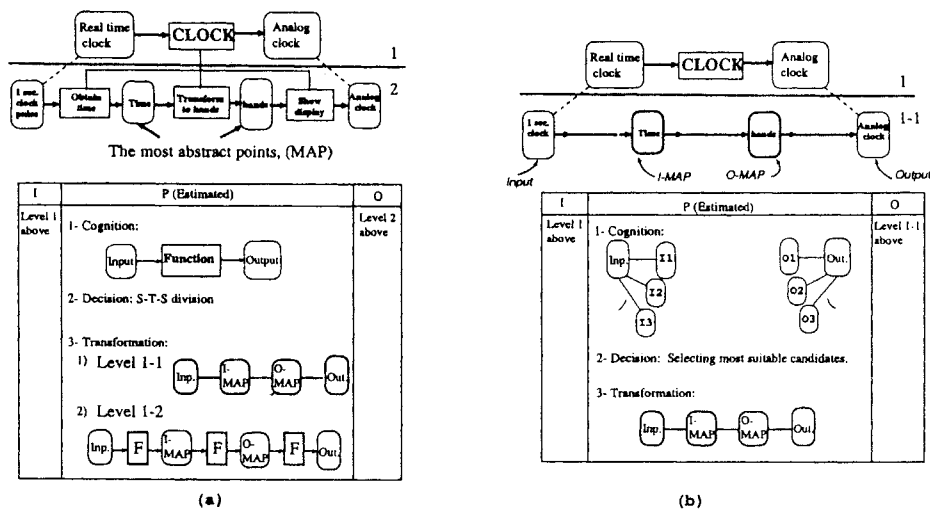 Real time clock
CLOCK
Analog clock
1
2
1 sec. clock pulse
Obtain time
Time
Transform to hands
hands
Show display
Analog clock
The most abstract points, (MAP)
I
P (Estimated)
O
Level 1 above
Level 2 above
1- Cognition:
Input
Function
Output
2- Decision: S-T-S division
3- Transformation:
1) Level 1-1
Inp.
I-MAP
O-MAP
Out.
2) Level 1-2
Inp.
F
I-MAP
F
O-MAP
F
Out.
(a)
Real time clock
CLOCK
Analog clock
1
1-1
1 sec. clock
Time
hands
Analog clock
Input
I-MAP
O-MAP
Output
I
P (Estimated)
O
Level 1 above
Level 1-1 above
1- Cognition:
Inp.
I1
I2
I3
O1
O2
O3
Out.
2- Decision: Selecting most suitable candidates.
3- Transformation:
Inp.
I-MAP
O-MAP
Out.
(b)